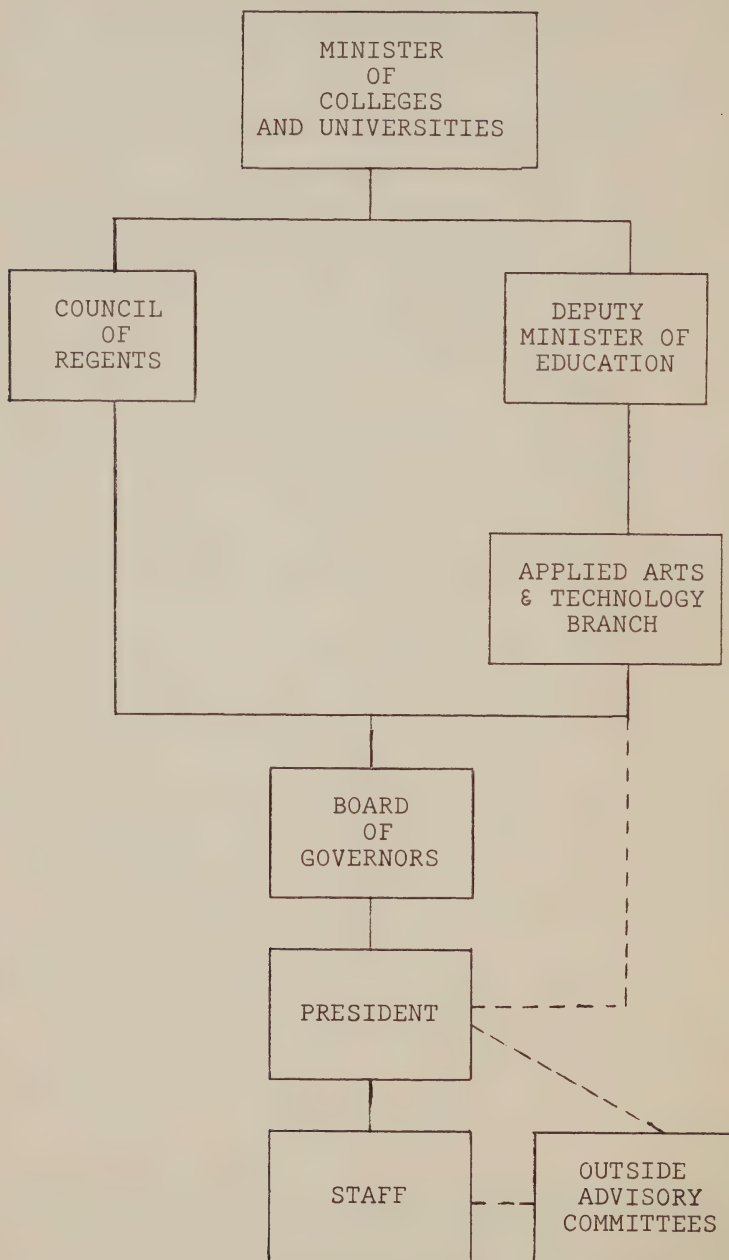 MINISTER
OF
COLLEGES
AND UNIVERSITIES
COUNCIL
OF
REGENTS
DEPUTY
MINISTER OF
EDUCATION
APPLIED ARTS
& TECHNOLOGY
BRANCH
BOARD
OF
GOVERNORS
PRESIDENT
STAFF
OUTSIDE
ADVISORY
COMMITTEES